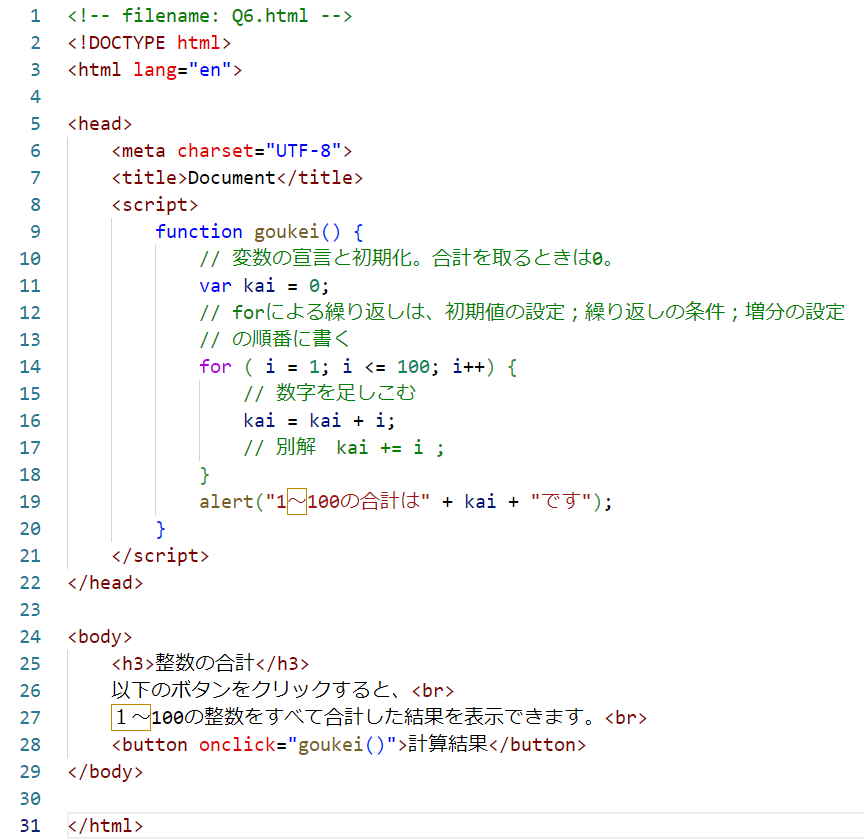 1 <!-- filename: Q6.html -->
2 <!DOCTYPE html>
3 <html lang="en">
4
5 <head>
6     <meta charset="UTF-8">
7     <title>Document</title>
8     <script>
9         function goukei() {
10             // 変数の宣言と初期化。合計を取るときは0。
11             var kai = 0;
12             // forによる繰り返しは、初期値の設定；繰り返しの条件；増分の設定
13             // の順番に書く
14             for ( i = 1; i <= 100; i++) {
15                 // 数字を足しこむ
16                 kai = kai + i;
17                 // 別解　kai += i ;
18             }
19             alert("1～100の合計は" + kai + "です");
20         }
21     </script>
22 </head>
23
24 <body>
25     <h3>整数の合計</h3>
26     以下のボタンをクリックすると、<br>
27     １～100の整数をすべて合計した結果を表示できます。<br>
28     <button onclick="goukei()">計算結果</button>
29 </body>
30
31 </html>